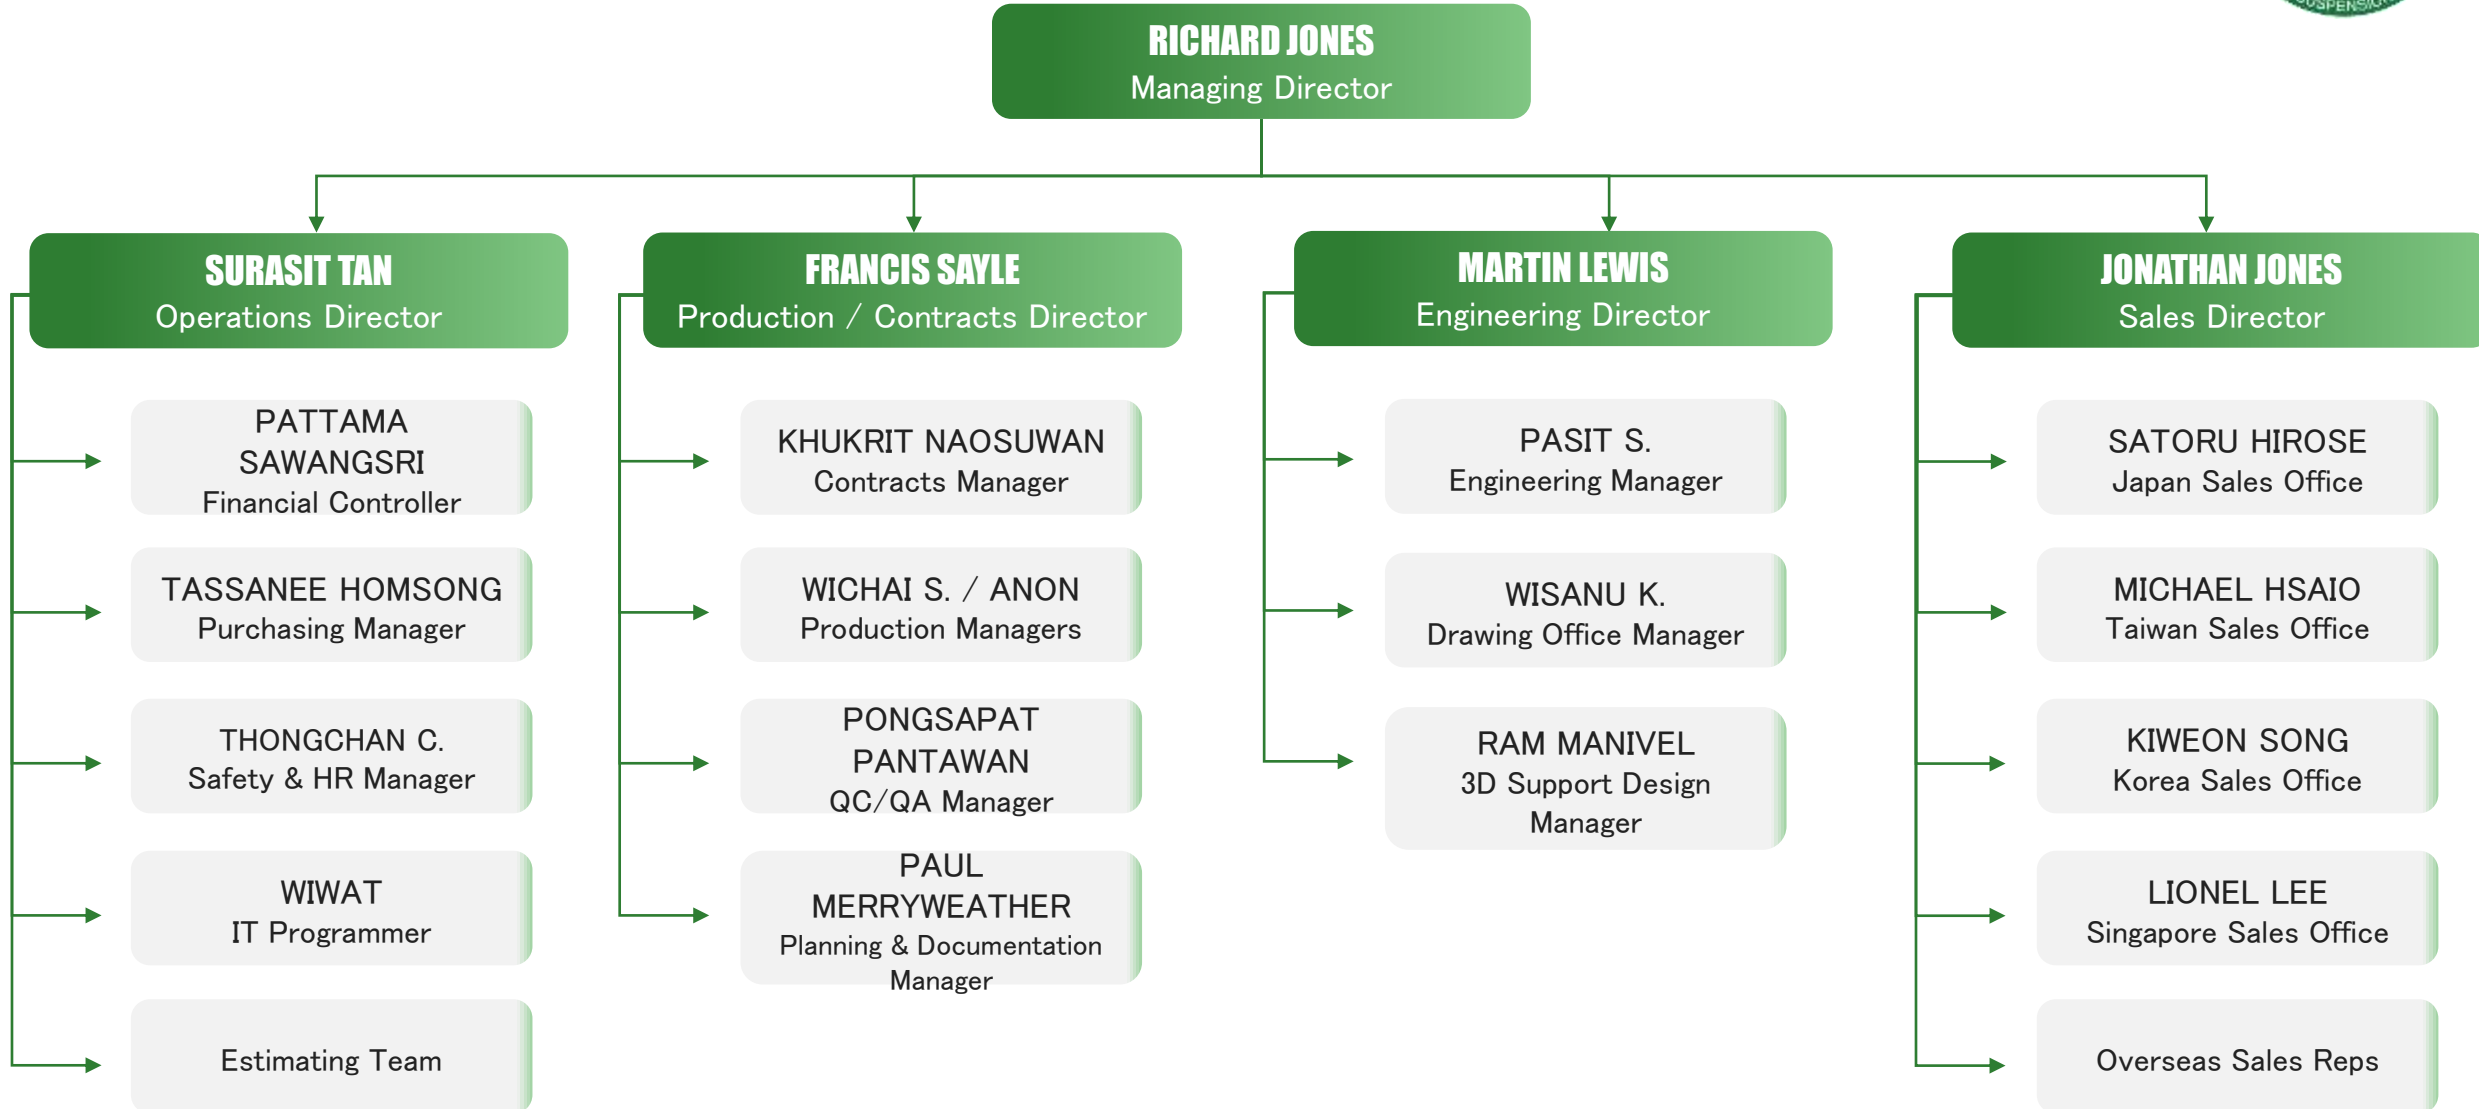 SUSPENSION
RICHARD JONES
Managing Director
SURASIT TAN
Operations Director
PATTAMA
SAWANGSRI
Financial Controller
TASSANEE HOMSONG
Purchasing Manager
THONGCHAN C.
Safety & HR Manager
WIWAT
IT Programmer
Estimating Team
FRANCIS SAYLE
Production / Contracts Director
KHUKRIT NAOSUWAN
Contracts Manager
WICHAI S. / ANON
Production Managers
PONGSAPAT
PANTAWAN
QC/QA Manager
PAUL
MERRYWEATHER
Planning & Documentation
Manager
MARTIN LEWIS
Engineering Director
PASIT S.
Engineering Manager
WISANU K.
Drawing Office Manager
RAM MANIVEL
3D Support Design
Manager
JONATHAN JONES
Sales Director
SATORU HIROSE
Japan Sales Office
MICHAEL HSAIO
Taiwan Sales Office
KIWEON SONG
Korea Sales Office
LIONEL LEE
Singapore Sales Office
Overseas Sales Reps